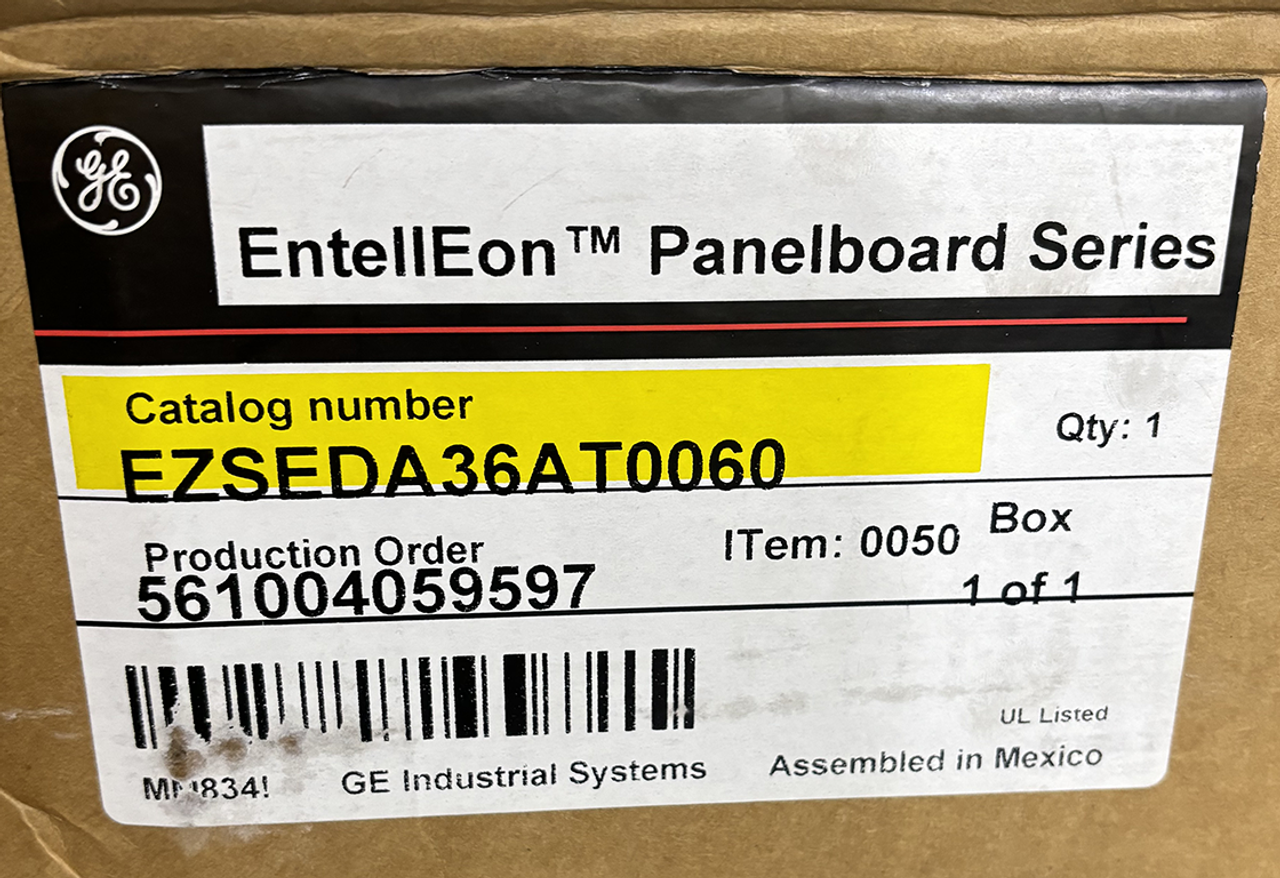 GE
EntellEon™ Panelboard Series
Catalog number
Qty: 1
EZSEDA36AT0060
Production Order
ITem: 0050
Box
561004059597
1 of 1
UL Listed
GE Industrial Systems
Assembled in Mexico